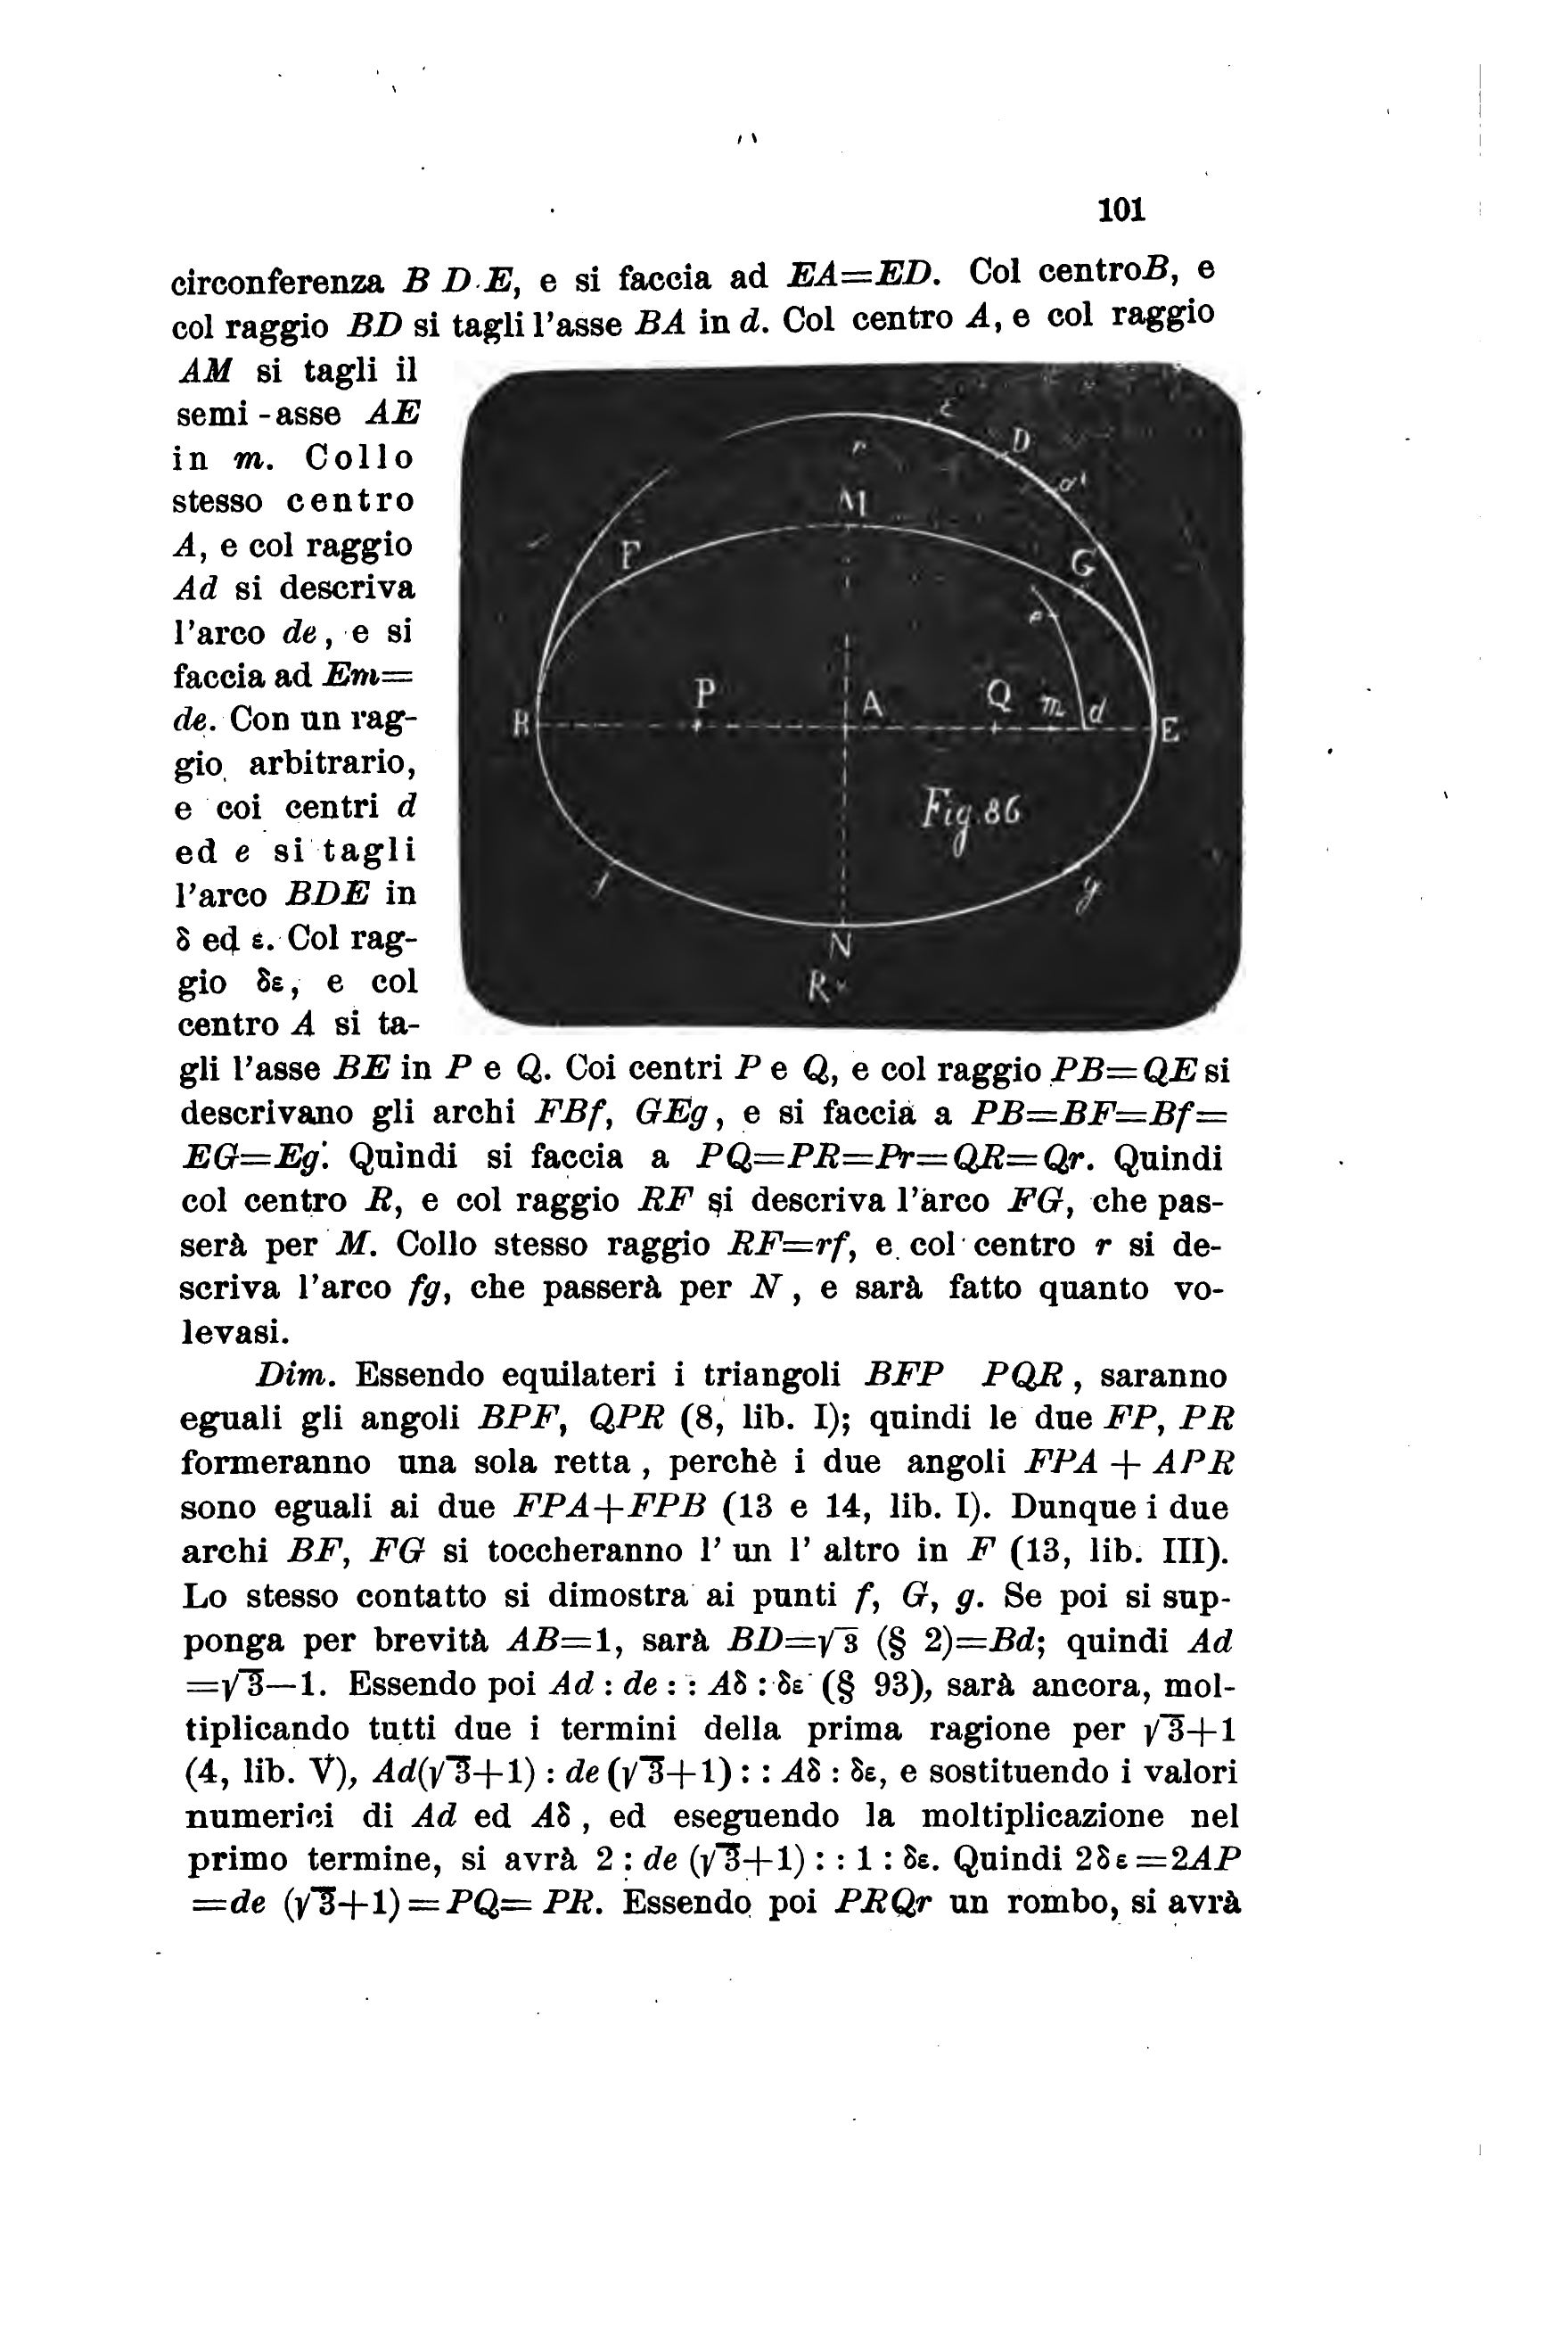 101
circonferenza B D E, e si faccia ad EA=ED. Col centroB, e
col raggio BD si tagli l'asse BA in d. Col centro A, e col raggio
AM si tagli il
semi-asse AE
in m. Collo
stesso centro
A, e col raggio
Ad si descriva
l'arco de, e si
faccia ad Em=
de. Con un rag-
gio arbitrario,
e coi centri d
ed e si tagli
l'arco BDE in
δ ed ε. Col rag-
gio δε, e col
centro A si ta-
ε
D
r
M
F
G
e
P
A
Q
m
d
B
E
Fig. 86
f
g
N
R
gli l'asse BE in P e Q. Coi centri P e Q, e col raggio PB=QE si
descrivano gli archi FBf, GEg, e si faccia a PB=BF=Bf=
EG=Eg. Quindi si faccia a PQ=PR=Pr=QR=Qr. Quindi
col centro R, e col raggio RF si descriva l'arco FG, che pas-
serà per M. Collo stesso raggio RF=rf, e col centro r si de-
scriva l'arco fg, che passerà per N, e sarà fatto quanto vo-
levasi.
Dim. Essendo equilateri i triangoli BFP PQR, saranno
eguali gli angoli BPF, QPR (8, lib. I); quindi le due FP, PR
formeranno una sola retta, perchè i due angoli FPA + APR
sono eguali ai due FPA+FPB (13 e 14, lib. I). Dunque i due
archi BF, FG si toccheranno l' un l' altro in F (13, lib. III).
Lo stesso contatto si dimostra ai punti f, G, g. Se poi si sup-
ponga per brevità AB=1, sarà BD=√3 (§ 2)=Bd; quindi Ad
=√3—1. Essendo poi Ad : de : : Aδ : δε (§ 93), sarà ancora, mol-
tiplicando tutti due i termini della prima ragione per √3+1
(4, lib. V), Ad(√3+1) : de (√3+1) : : Aδ : δε, e sostituendo i valori
numerici di Ad ed Aδ, ed eseguendo la moltiplicazione nel
primo termine, si avrà 2 : de (√3+1) : : 1 : δε. Quindi 2δε=2AP
=de (√3+1)=PQ=PR. Essendo poi PRQr un rombo, si avrà